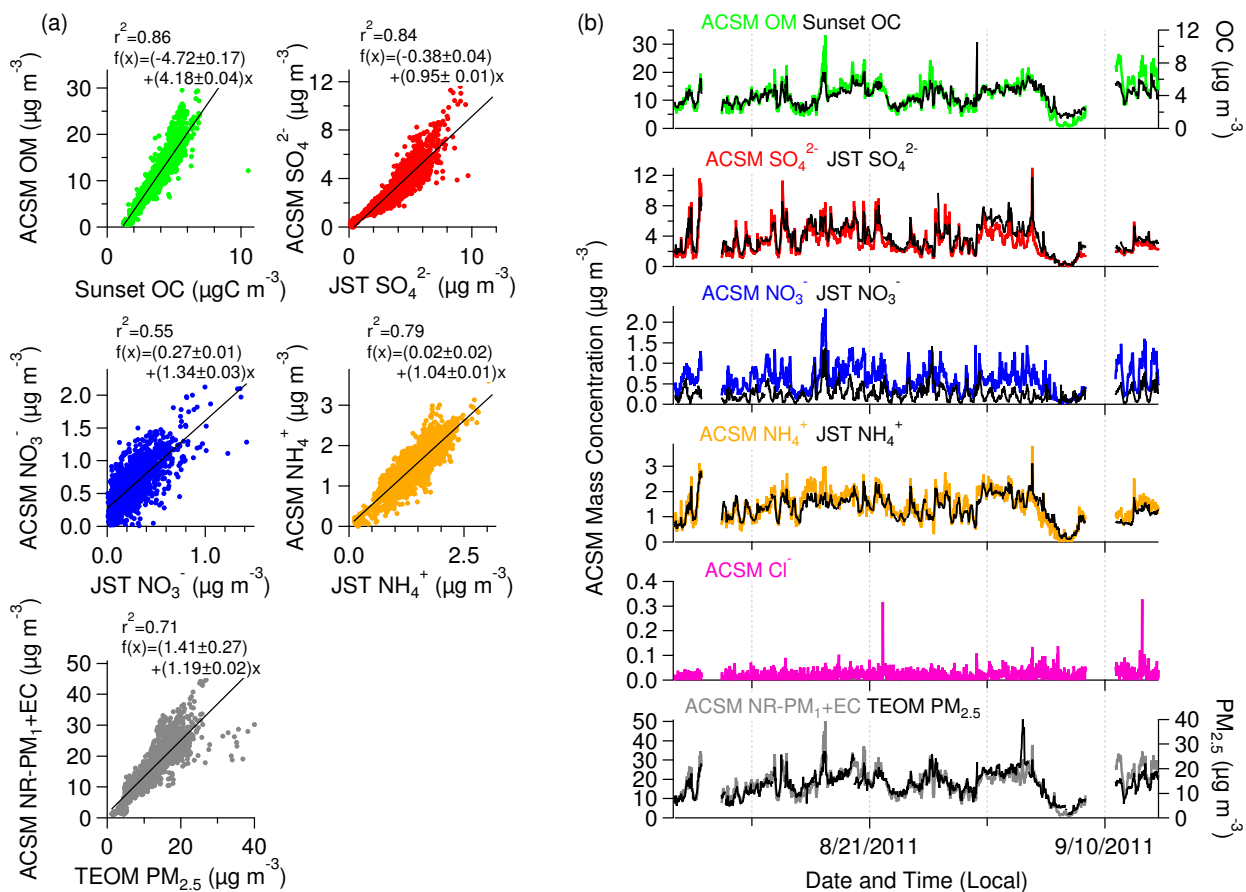 (a)
r²=0.86
f(x)=(-4.72±0.17)
+(4.18±0.04)x
ACSM OM (µg m⁻³)
30
20
10
0
0
5
10
Sunset OC (µgC m⁻³)
r²=0.84
f(x)=(-0.38±0.04)
+(0.95± 0.01)x
ACSM SO₄²⁻ (µg m⁻³)
12
8
4
0
0
4
8
12
JST SO₄²⁻ (µg m⁻³)
r²=0.55
f(x)=(0.27±0.01)
+(1.34±0.03)x
ACSM NO₃⁻ (µg m⁻³)
2.0
1.5
1.0
0.5
0.0
0.0
1.0
JST NO₃⁻ (µg m⁻³)
r²=0.79
f(x)=(0.02±0.02)
+(1.04±0.01)x
ACSM NH₄⁺ (µg m⁻³)
3
2
1
0
0.0
2.5
JST NH₄⁺ (µg m⁻³)
r²=0.71
f(x)=(1.41±0.27)
+(1.19±0.02)x
ACSM NR-PM₁+EC (µg m⁻³)
50
40
30
20
10
0
0
20
40
TEOM PM₂.₅ (µg m⁻³)
(b)
ACSM Mass Concentration (µg m⁻³)
ACSM OM Sunset OC
30
25
20
15
10
5
0
12
8
4
0
OC (µg m⁻³)
ACSM SO₄²⁻ JST SO₄²⁻
12
8
4
0
ACSM NO₃⁻ JST NO₃⁻
2.0
1.5
1.0
0.5
0.0
ACSM NH₄⁺ JST NH₄⁺
3
2
1
0
ACSM Cl⁻
0.4
0.3
0.2
0.1
0.0
ACSM NR-PM₁+EC TEOM PM₂.₅
50
40
30
20
10
0
40
30
20
10
0
PM₂.₅ (µg m⁻³)
8/21/2011
9/10/2011
Date and Time (Local)